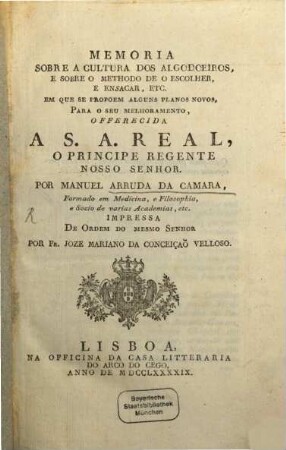 MEMORIA
SOBRE A CULTURA DOS ALGODOEIROS,
E SOBRE O METHODO DE O ESCOLHER,
E ENSACAR, ETC.
EM QUE SE PROPOEM ALGUNS PLANOS NOVOS,
PARA O SEU MELHORAMENTO,
OFFERECIDA
A S. A. REAL,
O PRINCIPE REGENTE
NOSSO SENHOR.
POR MANUEL ARRUDA DA CAMARA,
Formado em Medicina, e Filosophia,
e Socio de varias Academias, etc.
IMPRESSA
DE ORDEM DO MESMO SENHOR
POR FR. JOZE MARIANO DA CONCEIÇAÕ VELLOSO.
LISBOA,
NA OFFICINA DA CASA LITTERARIA
DO ARCO DO CEGO,
ANNO DE MDCCLXXXXIX.
Bayerische
Staatsbibliothek
München